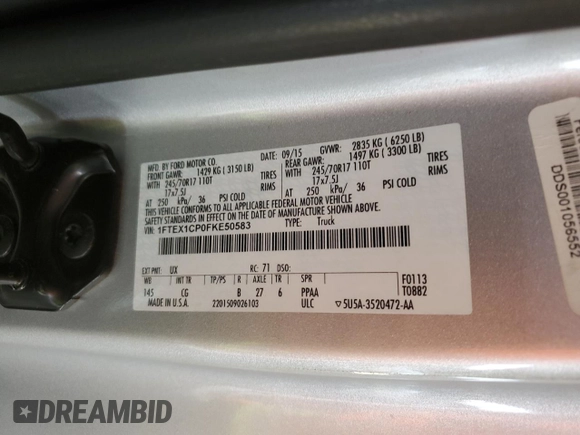 MFD. BY FORD MOTOR CO.
DATE: 09/15 GVWR: 2835 KG ( 6250 LB)
FRONT GAWR: 1429 KG ( 3150 LB) REAR GAWR: 1497 KG ( 3300 LB)
WITH 245/70R17 110T TIRES WITH 245/70R17 110T TIRES
17x7.5J RIMS 17x7.5J RIMS
AT 250 kPa/ 36 PSI COLD AT 250 kPa/ 36 PSI COLD
THIS VEHICLE CONFORMS TO ALL APPLICABLE FEDERAL MOTOR VEHICLE
SAFETY STANDARDS IN EFFECT ON THE DATE OF MANUFACTURE SHOWN ABOVE.
VIN: 1FTEX1CP0FKE50583 TYPE: Truck
EXT PNT: UX RC: 71 DSO:
WB INT TR TP/PS R AXLE TR SPR F0113
145 CG B 27 6 PPAA T0882
MADE IN U.S.A. 2201509026103 ULC ▽5U5A-3520472-AA
DDS001056552
DREAMBID